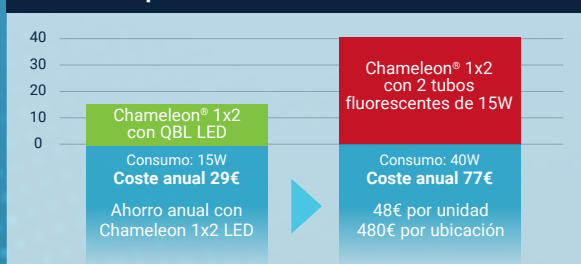 40
30
20
10
0
Chameleon® 1x2
con QBL LED
Consumo: 15W
Coste anual 29€
Ahorro anual con
Chameleon 1x2 LED
Chameleon® 1x2
con 2 tubos
fluorescentes de 15W
Consumo: 40W
Coste anual 77€
48€ por unidad
480€ por ubicación